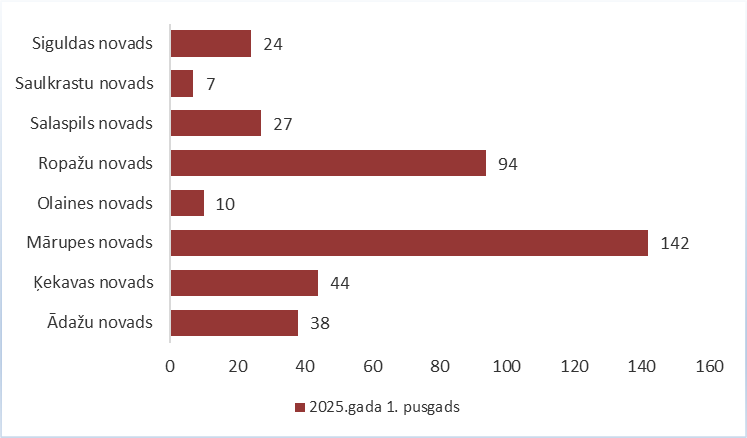 Siguldas novads 24
Saulkrastu novads 7
Salaspils novads 27
Ropažu novads 94
Olaines novads 10
Mārupes novads 142
Ķekavas novads 44
Ādažu novads 38
0 20 40 60 80 100 120 140 160
2025.gada 1. pusgads